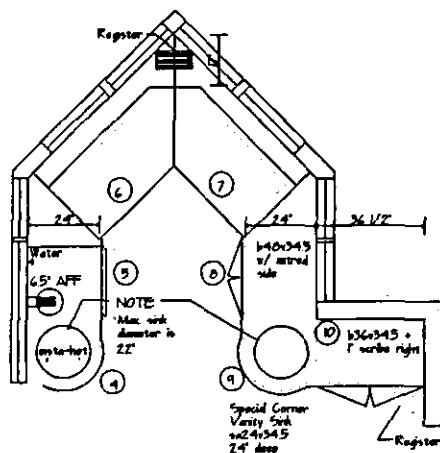 Register
6
7
24"
24"
36 1/2"
Water
6.5" AFF
5
8
b48x34.5
w/ mitred
side
NOTE
Max. sink
diameter is
22"
insta-hot
4
9
10
b36x34.5 +
1" scribe right
Special Corner
Vanity Sink
24" deep
Register